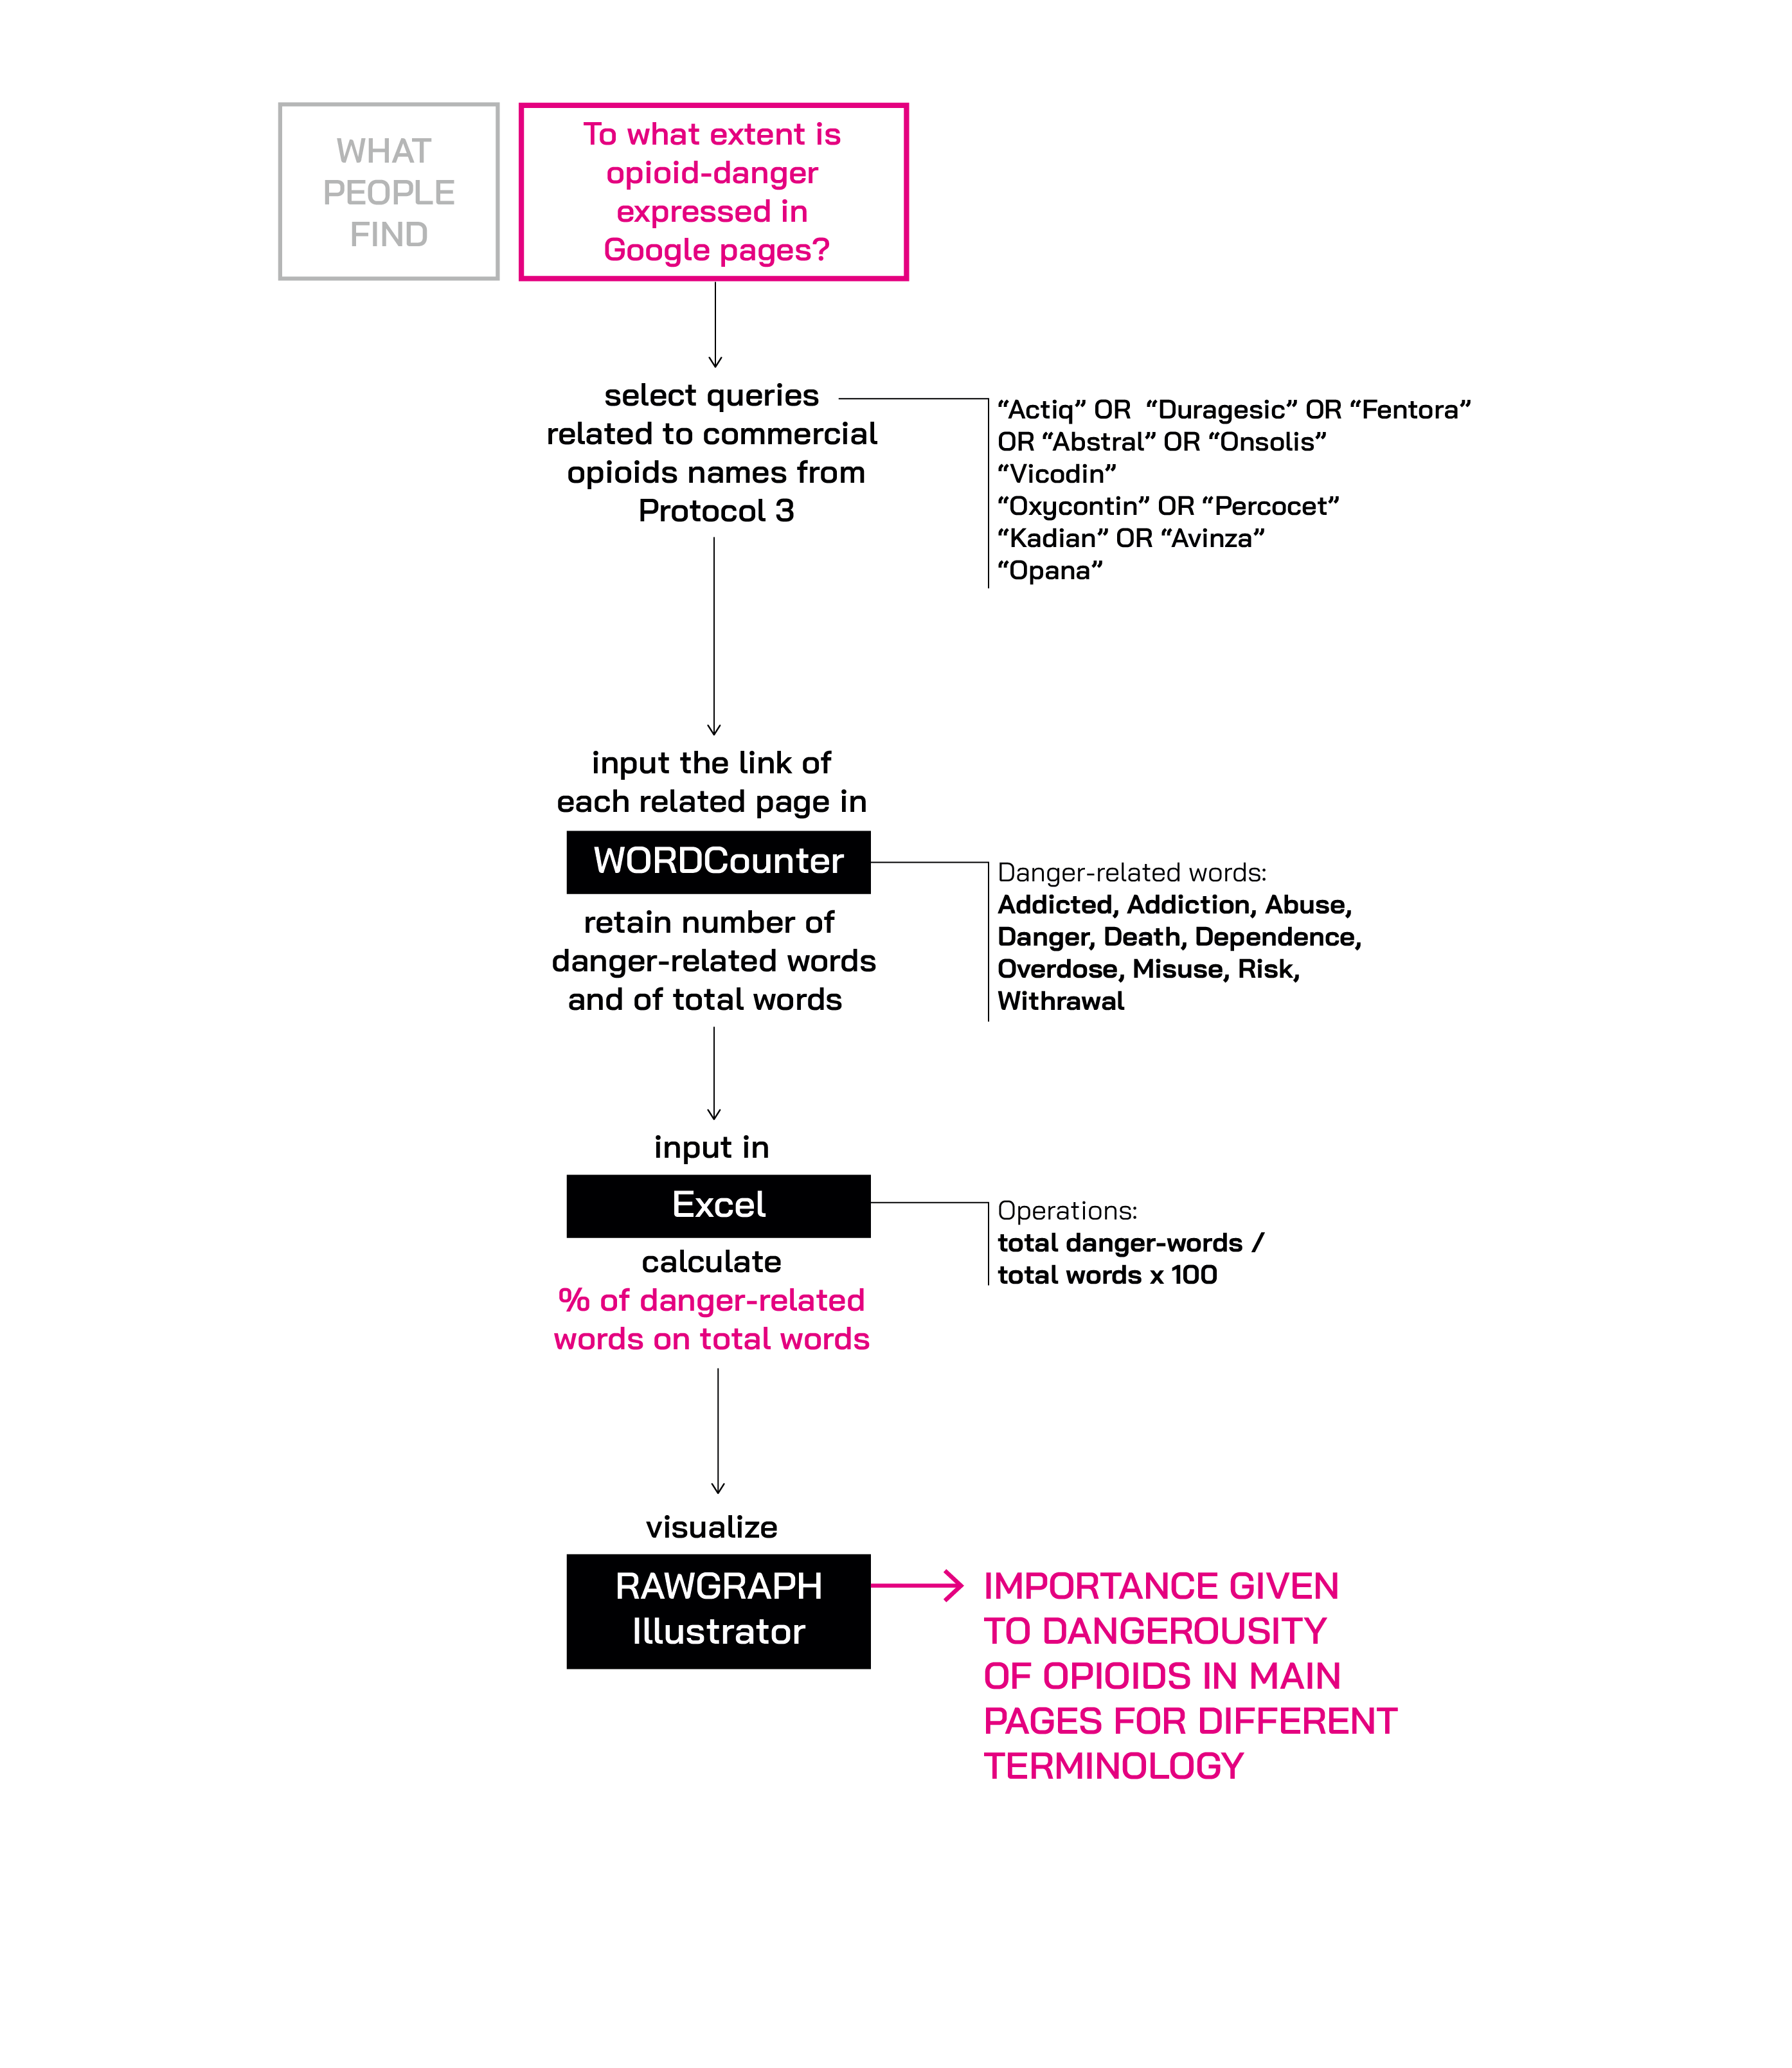 WHAT
PEOPLE
FIND
To what extent is
opioid-danger
expressed in
Google pages?
select queries
related to commercial
opioids names from
Protocol 3
“Actiq” OR “Duragesic” OR “Fentora”
OR “Abstral” OR “Onsolis”
“Vicodin”
“Oxycontin” OR “Percocet”
“Kadian” OR “Avinza”
“Opana”
input the link of
each related page in
WORDCounter
retain number of
danger-related words
and of total words
Danger-related words:
Addicted, Addiction, Abuse,
Danger, Death, Dependence,
Overdose, Misuse, Risk,
Withrawal
input in
Excel
calculate
% of danger-related
words on total words
Operations:
total danger-words /
total words x 100
visualize
RAWGRAPH
Illustrator
IMPORTANCE GIVEN
TO DANGEROUSITY
OF OPIOIDS IN MAIN
PAGES FOR DIFFERENT
TERMINOLOGY